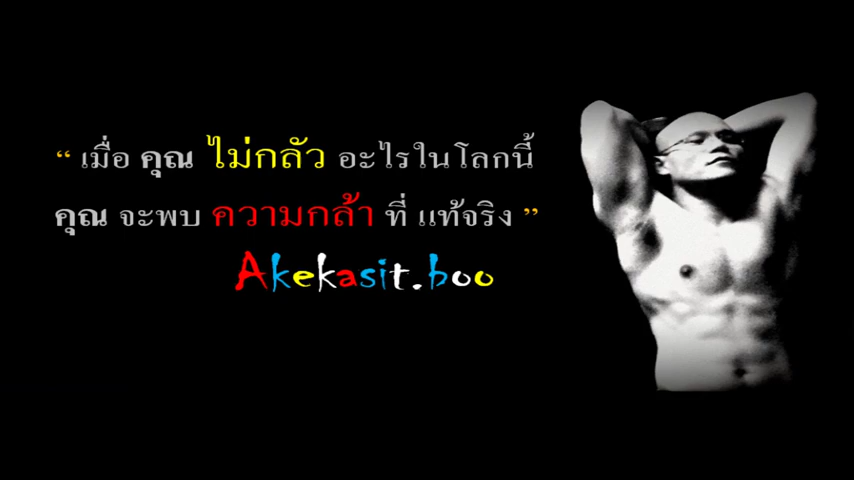 “ เมื่อ คุณ ไม่กลัว อะไรในโลกนี้
คุณ จะพบ ความกล้า ที่ แท้จริง ”
Akekasit.boo